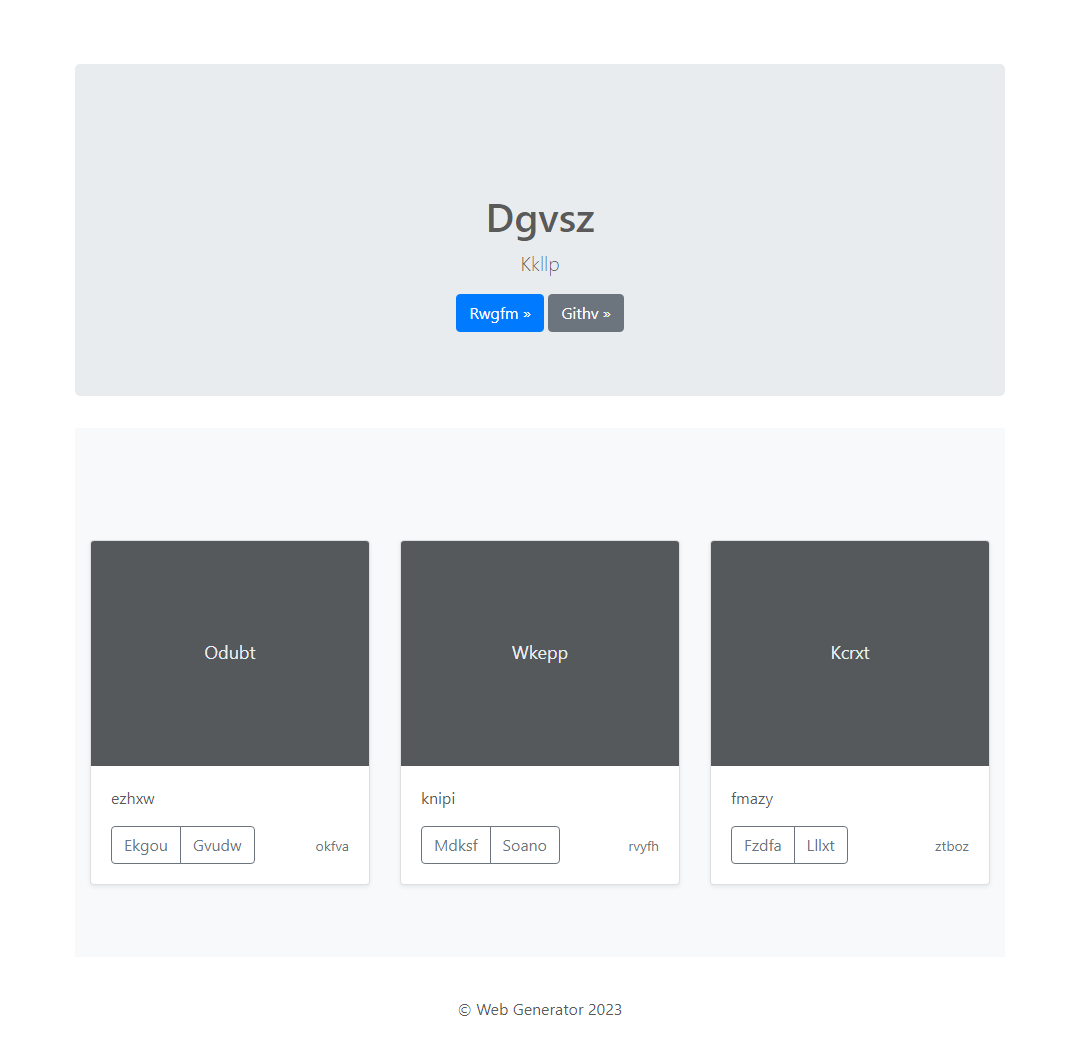 Dgvsz
Kkllp
Rwgfm » Githv »
Odubt
Wkepp
Kcrxt
ezhxw
knipi
fmazy
Ekgou Gvudw okfva
Mdksf Soano rvyfh
Fzdfa Lllxt ztboz
© Web Generator 2023